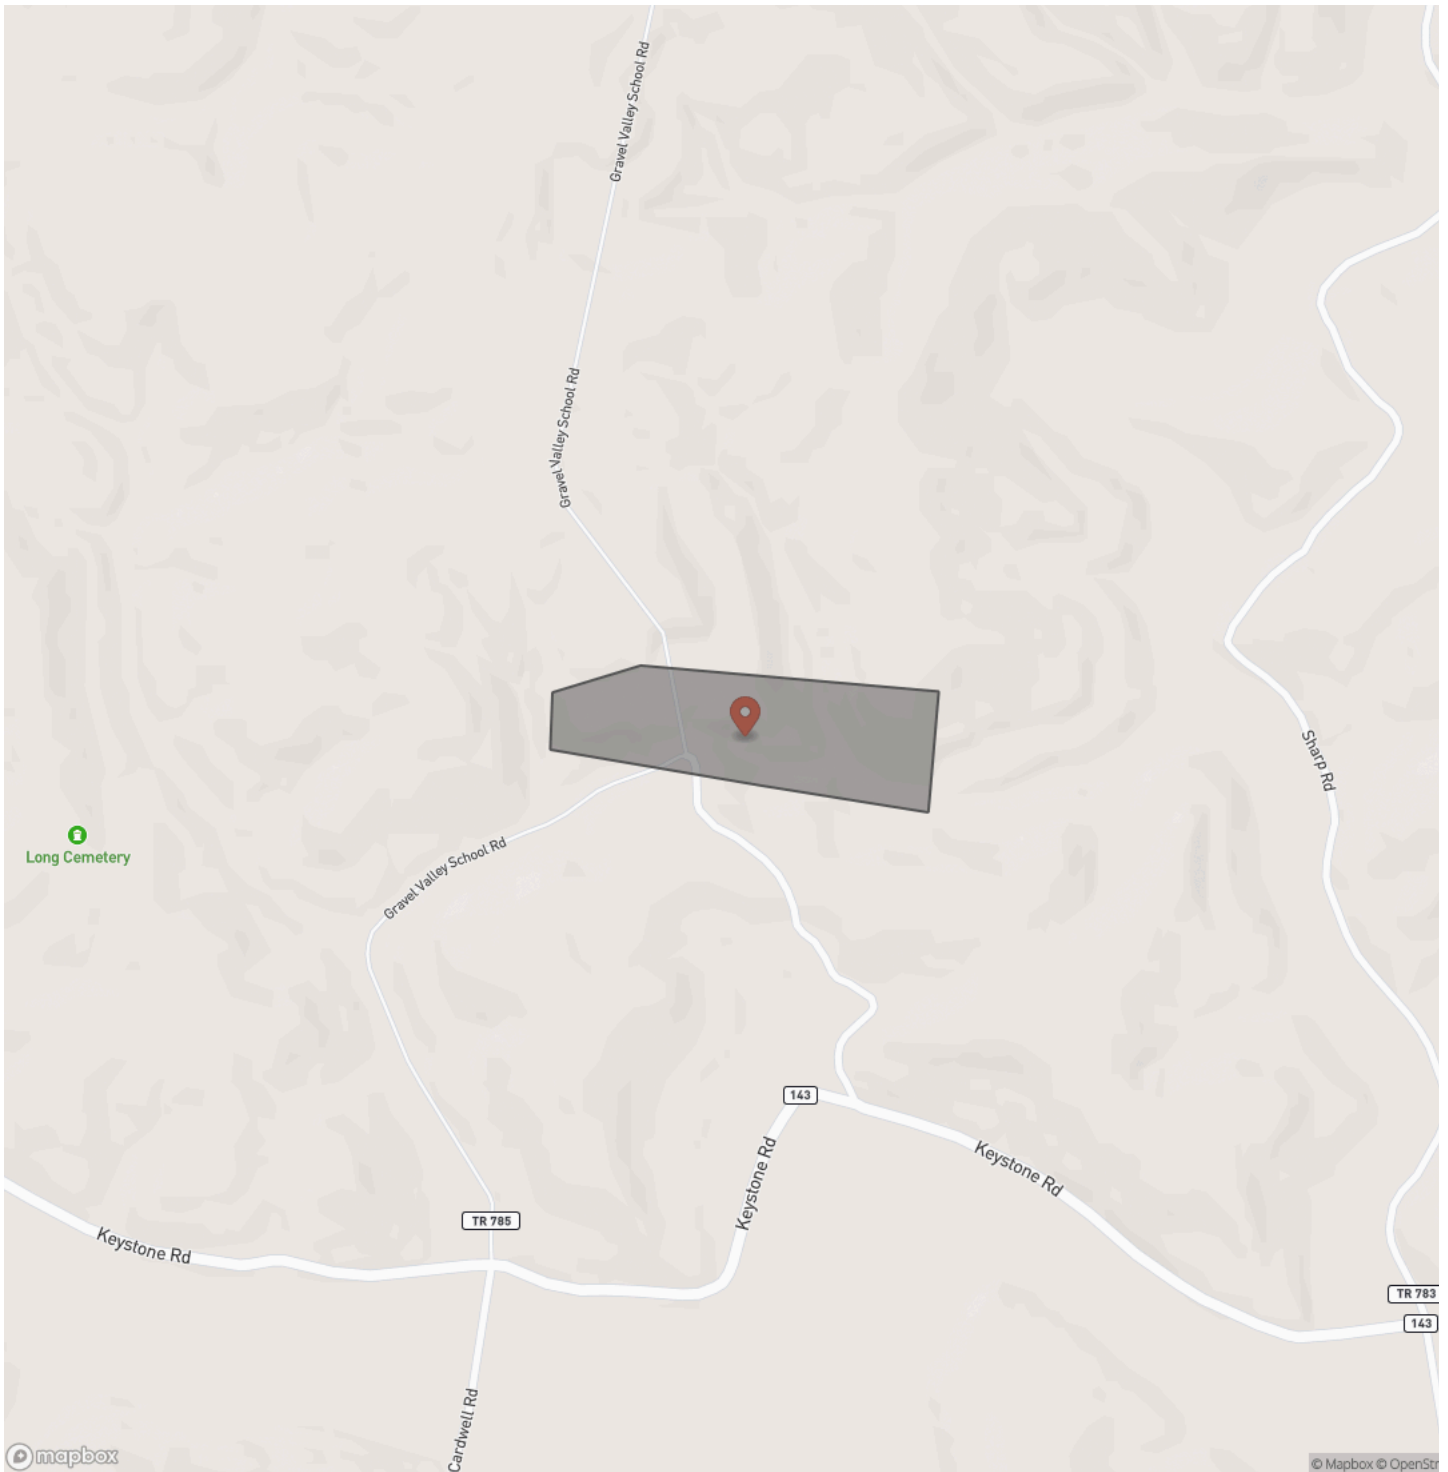 Gravel Valley School Rd
Gravel Valley School Rd
Sharp Rd
Long Cemetery
Gravel Valley School Rd
143
Keystone Rd
Keystone Rd
TR 785
Keystone Rd
TR 783
143
Cardwell Rd
mapbox
© Mapbox © OpenStr